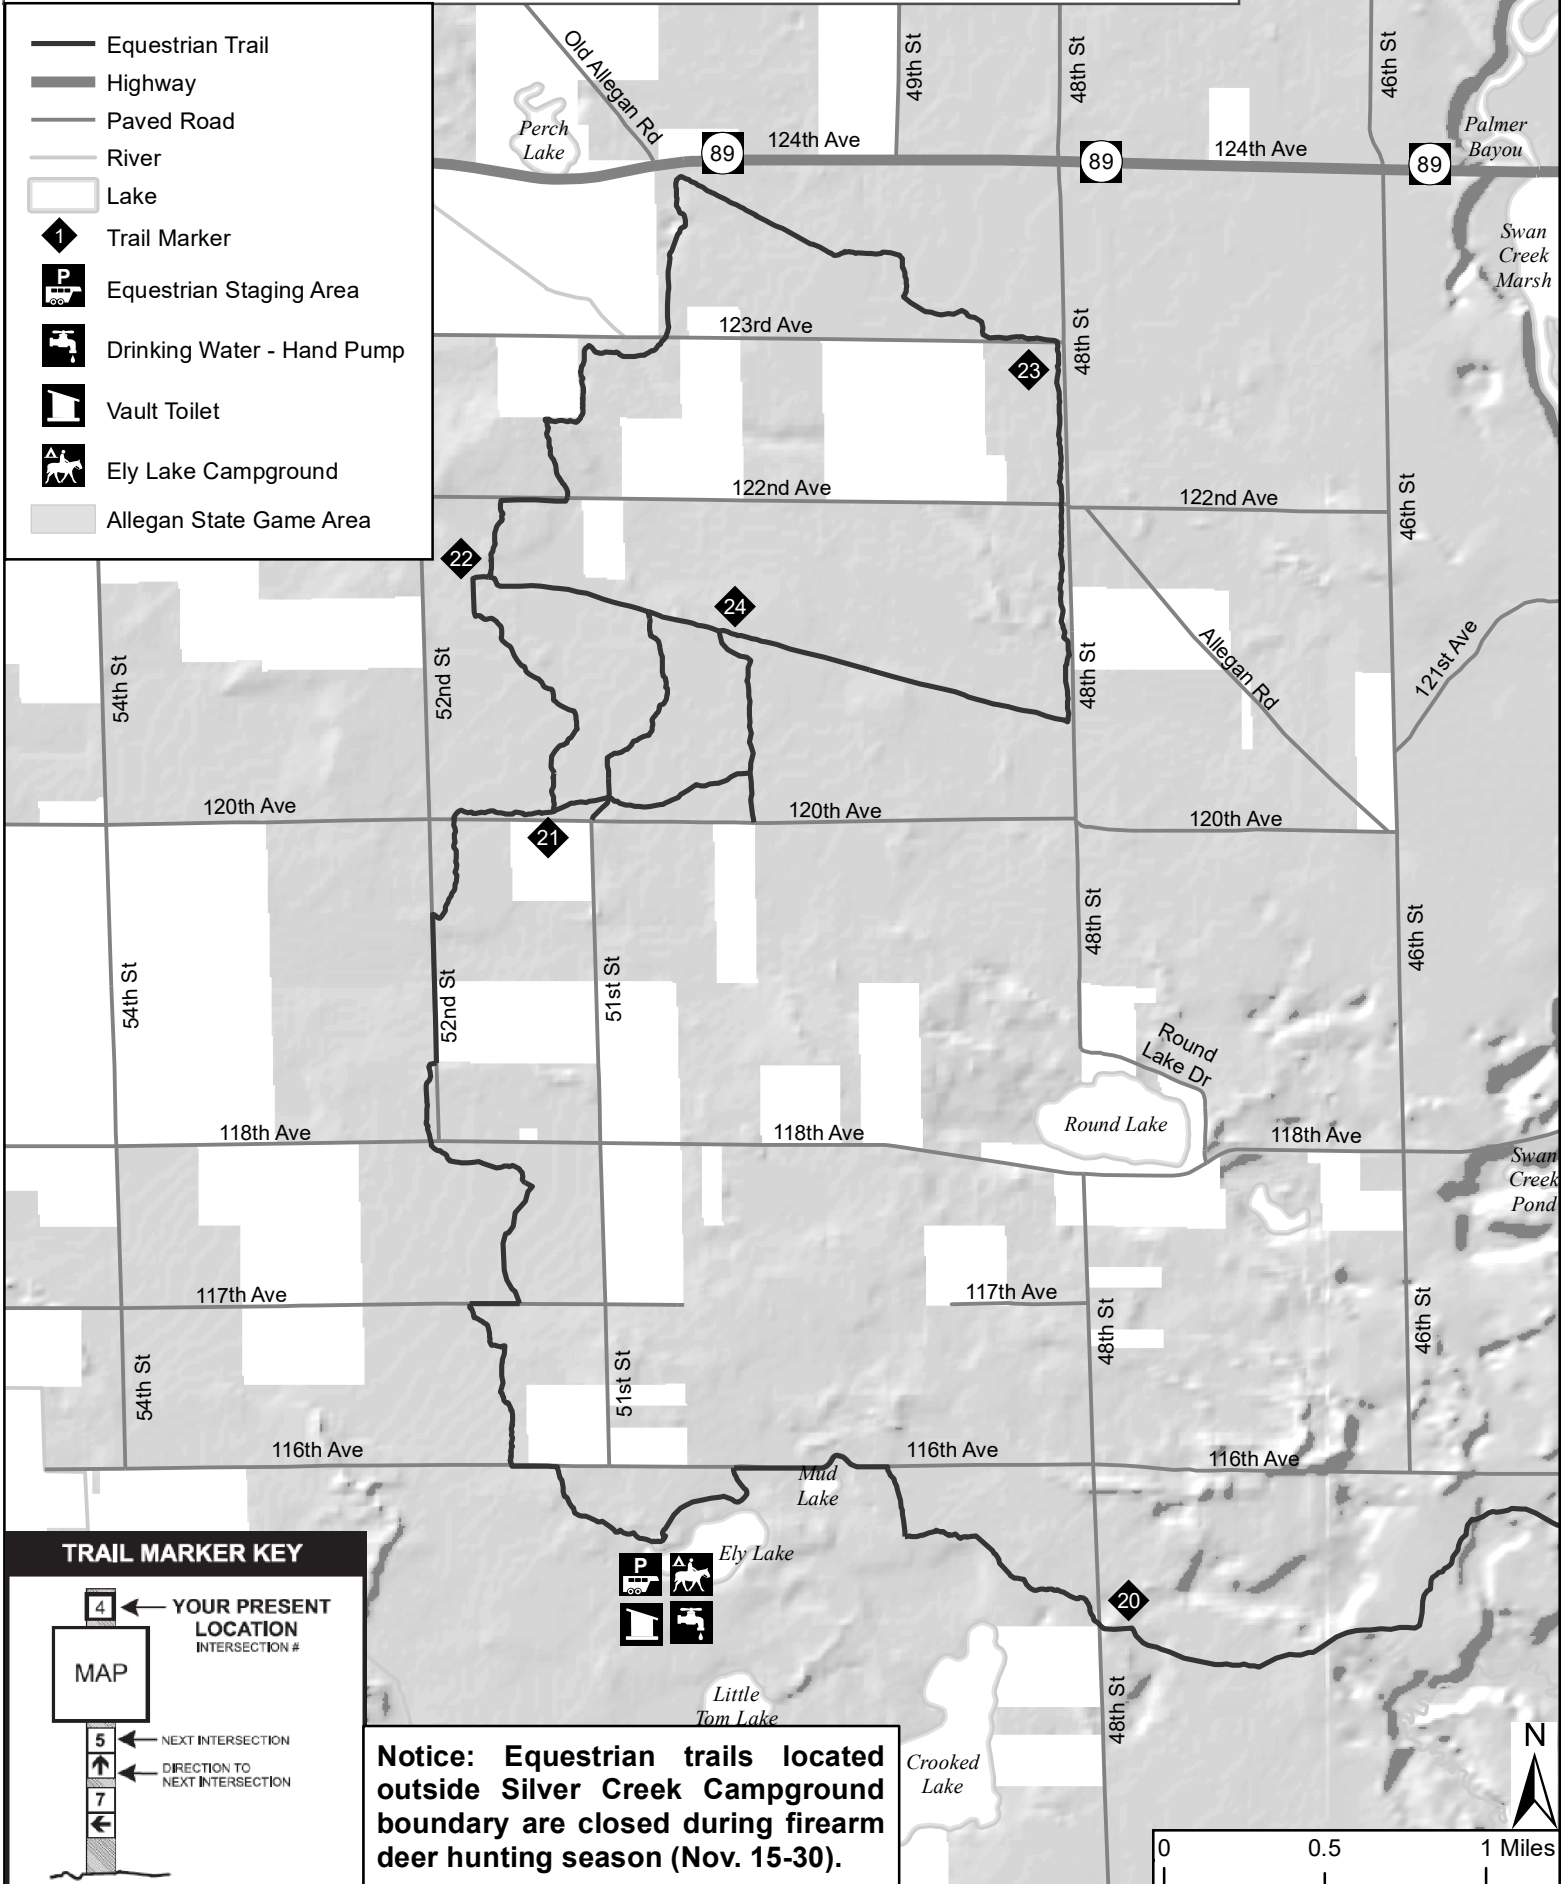 Equestrian Trail
Highway
Paved Road
River
Lake
1
Trail Marker
P
Equestrian Staging Area
Drinking Water - Hand Pump
Vault Toilet
Ely Lake Campground
Allegan State Game Area
Old Allegan Rd
49th St
48th St
46th St
Perch
Lake
89
124th Ave
89
124th Ave
89
Palmer
Bayou
Swan
Creek
Marsh
123rd Ave
48th St
23
122nd Ave
122nd Ave
46th St
22
24
54th St
52nd St
48th St
Allegan Rd
121st Ave
120th Ave
120th Ave
120th Ave
21
54th St
52nd St
51st St
48th St
46th St
Round
Lake Dr
Round Lake
118th Ave
118th Ave
118th Ave
Swan
Creek
Pond
117th Ave
117th Ave
54th St
51st St
48th St
46th St
116th Ave
116th Ave
116th Ave
Mud
Lake
Ely Lake
P
20
Little
Tom Lake
Crooked
Lake
48th St
TRAIL MARKER KEY
4
YOUR PRESENT
LOCATION
INTERSECTION #
MAP
5
NEXT INTERSECTION
DIRECTION TO
NEXT INTERSECTION
7
Notice: Equestrian trails located
outside Silver Creek Campground
boundary are closed during firearm
deer hunting season (Nov. 15-30).
N
0 0.5 1 Miles